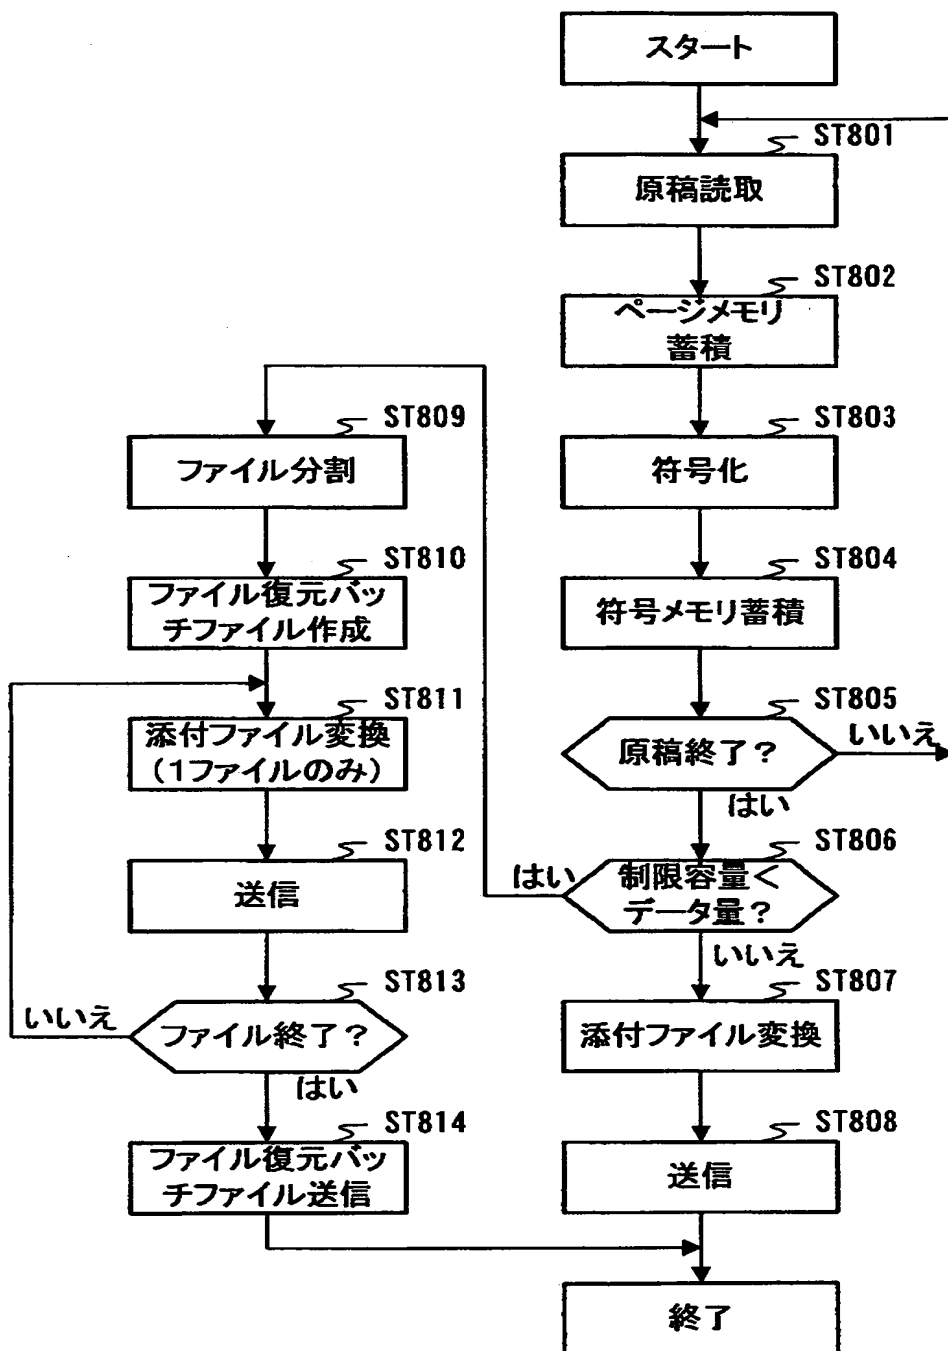 スタート
ST801
原稿読取
ST802
ページメモリ
蓄積
ST803
符号化
ST804
符号メモリ蓄積
ST805
原稿終了?
いいえ
はい
ST806
制限容量<
データ量?
はい
いいえ
ST807
添付ファイル変換
ST808
送信
ST809
ファイル分割
ST810
ファイル復元バッ
チファイル作成
ST811
添付ファイル変換
(1ファイルのみ)
ST812
送信
ST813
ファイル終了?
いいえ
はい
ST814
ファイル復元バッ
チファイル送信
終了